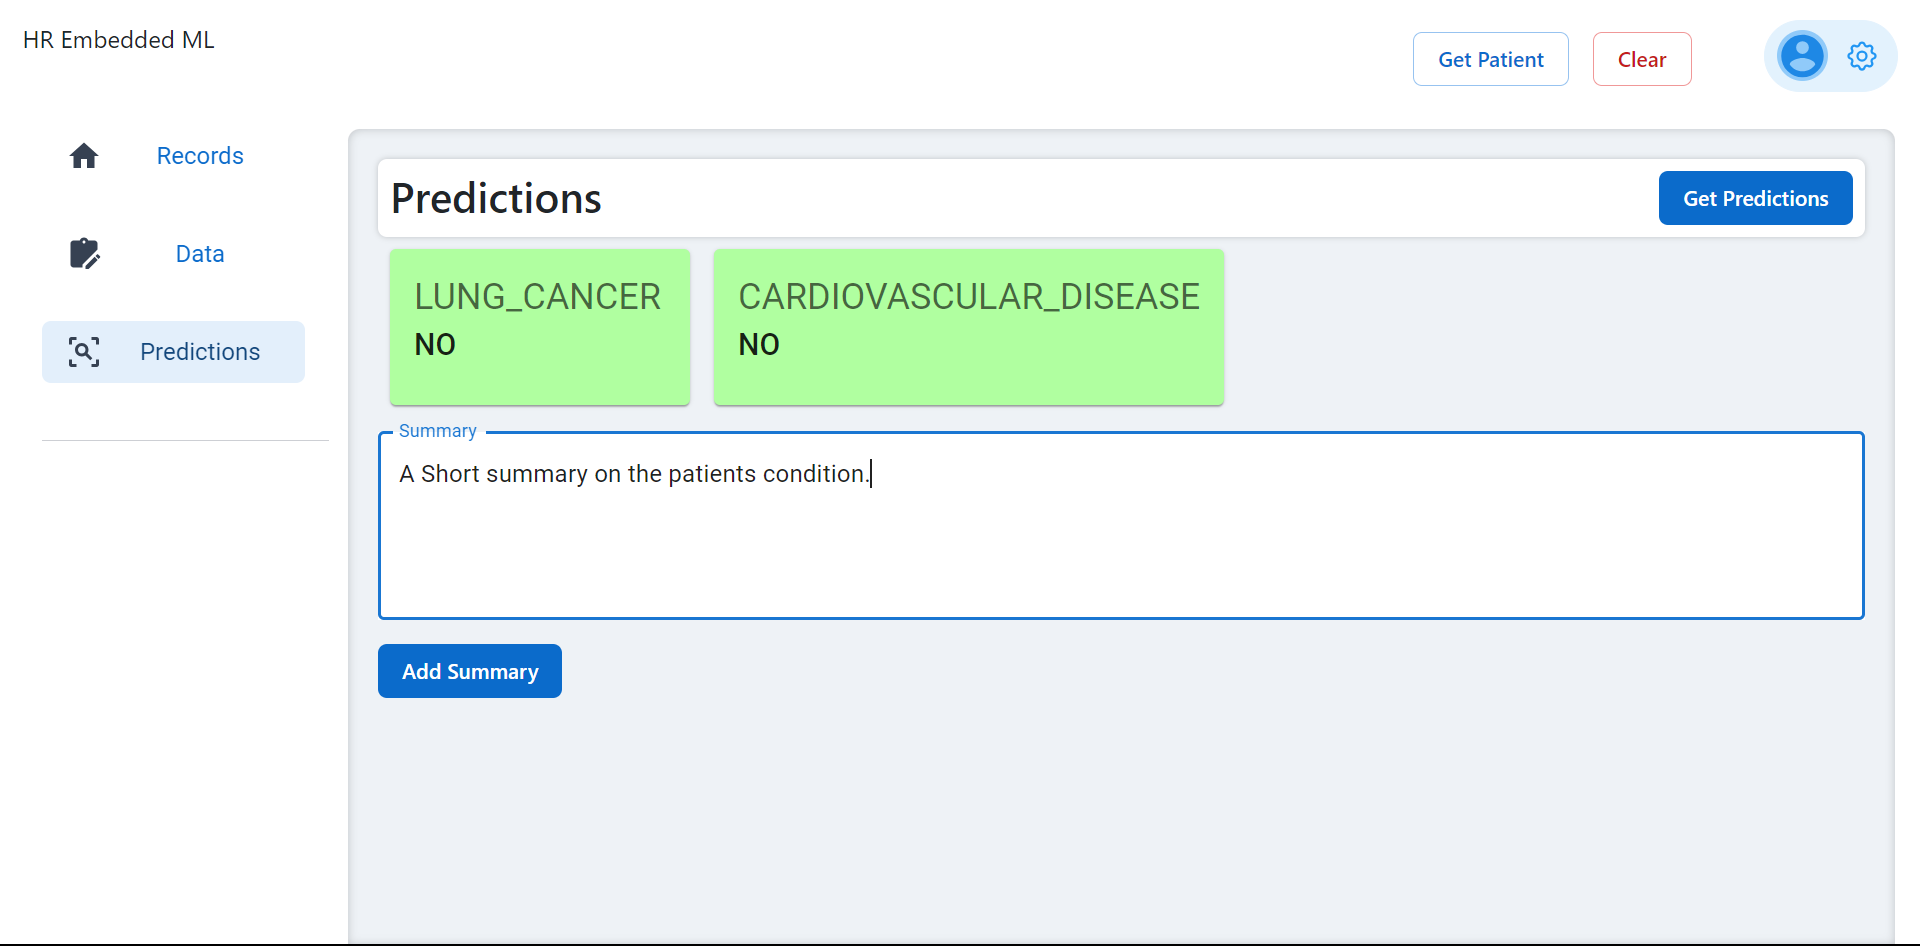 HR Embedded ML
Get Patient
Clear
Records
Data
Predictions
Predictions
Get Predictions
LUNG_CANCER
NO
CARDIOVASCULAR_DISEASE
NO
Summary
A Short summary on the patients condition.
Add Summary